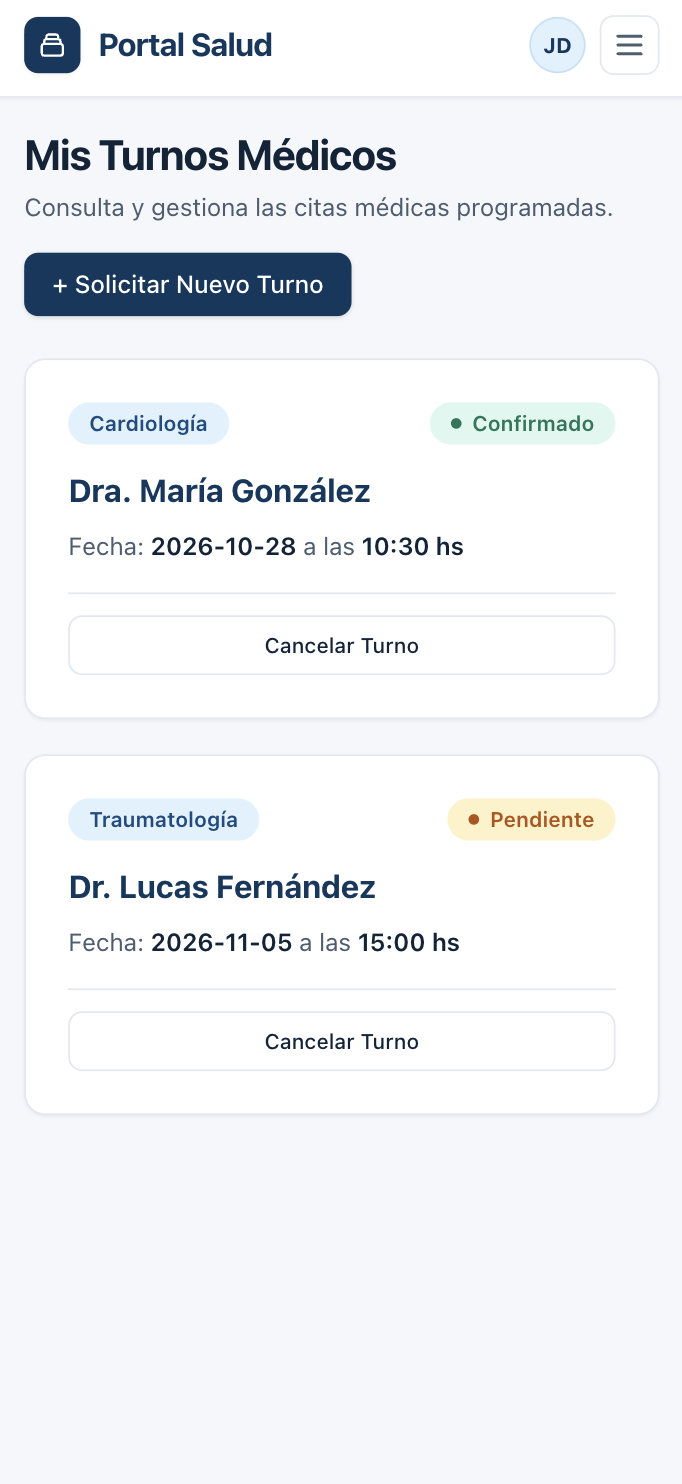 Portal Salud
JD
Mis Turnos Médicos
Consulta y gestiona las citas médicas programadas.
+ Solicitar Nuevo Turno
Cardiología
Confirmado
Dra. María González
Fecha: 2026-10-28 a las 10:30 hs
Cancelar Turno
Traumatología
Pendiente
Dr. Lucas Fernández
Fecha: 2026-11-05 a las 15:00 hs
Cancelar Turno